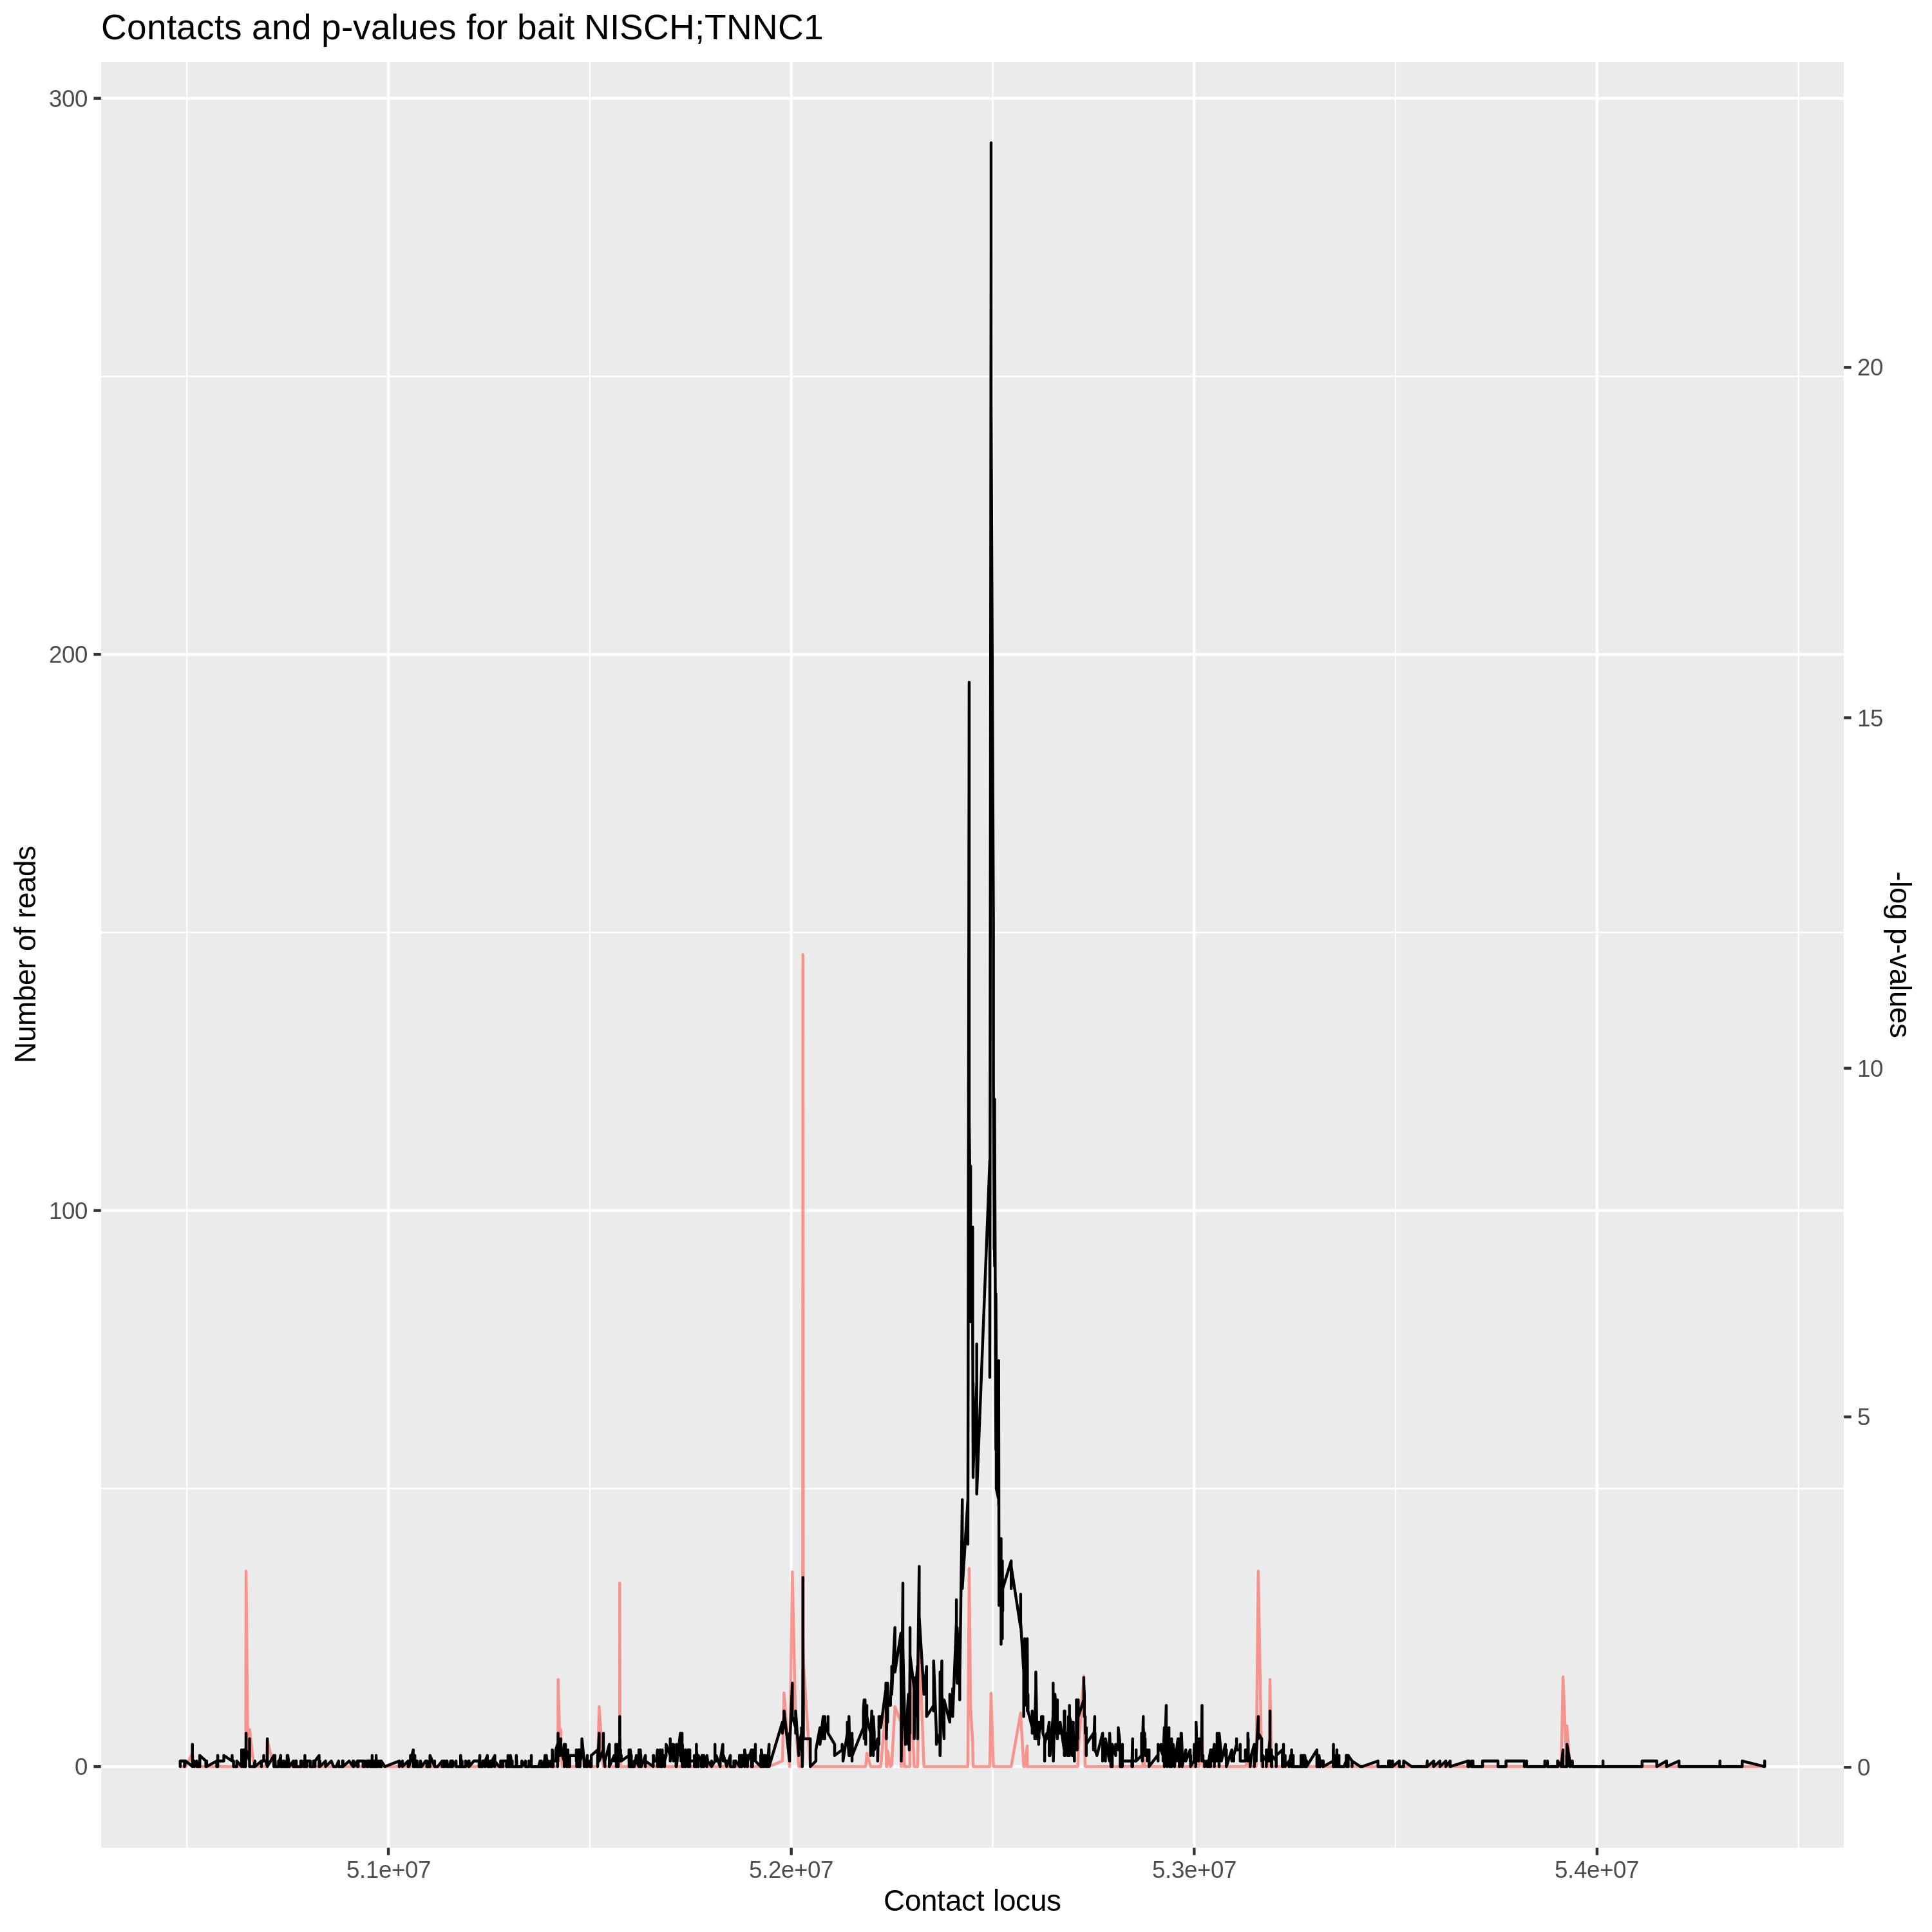 Contacts and p-values for bait NISCH;TNNC1
300
200
100
0
Number of reads
20
15
10
5
0
-log p-values
5.1e+07
5.2e+07
5.3e+07
5.4e+07
Contact locus